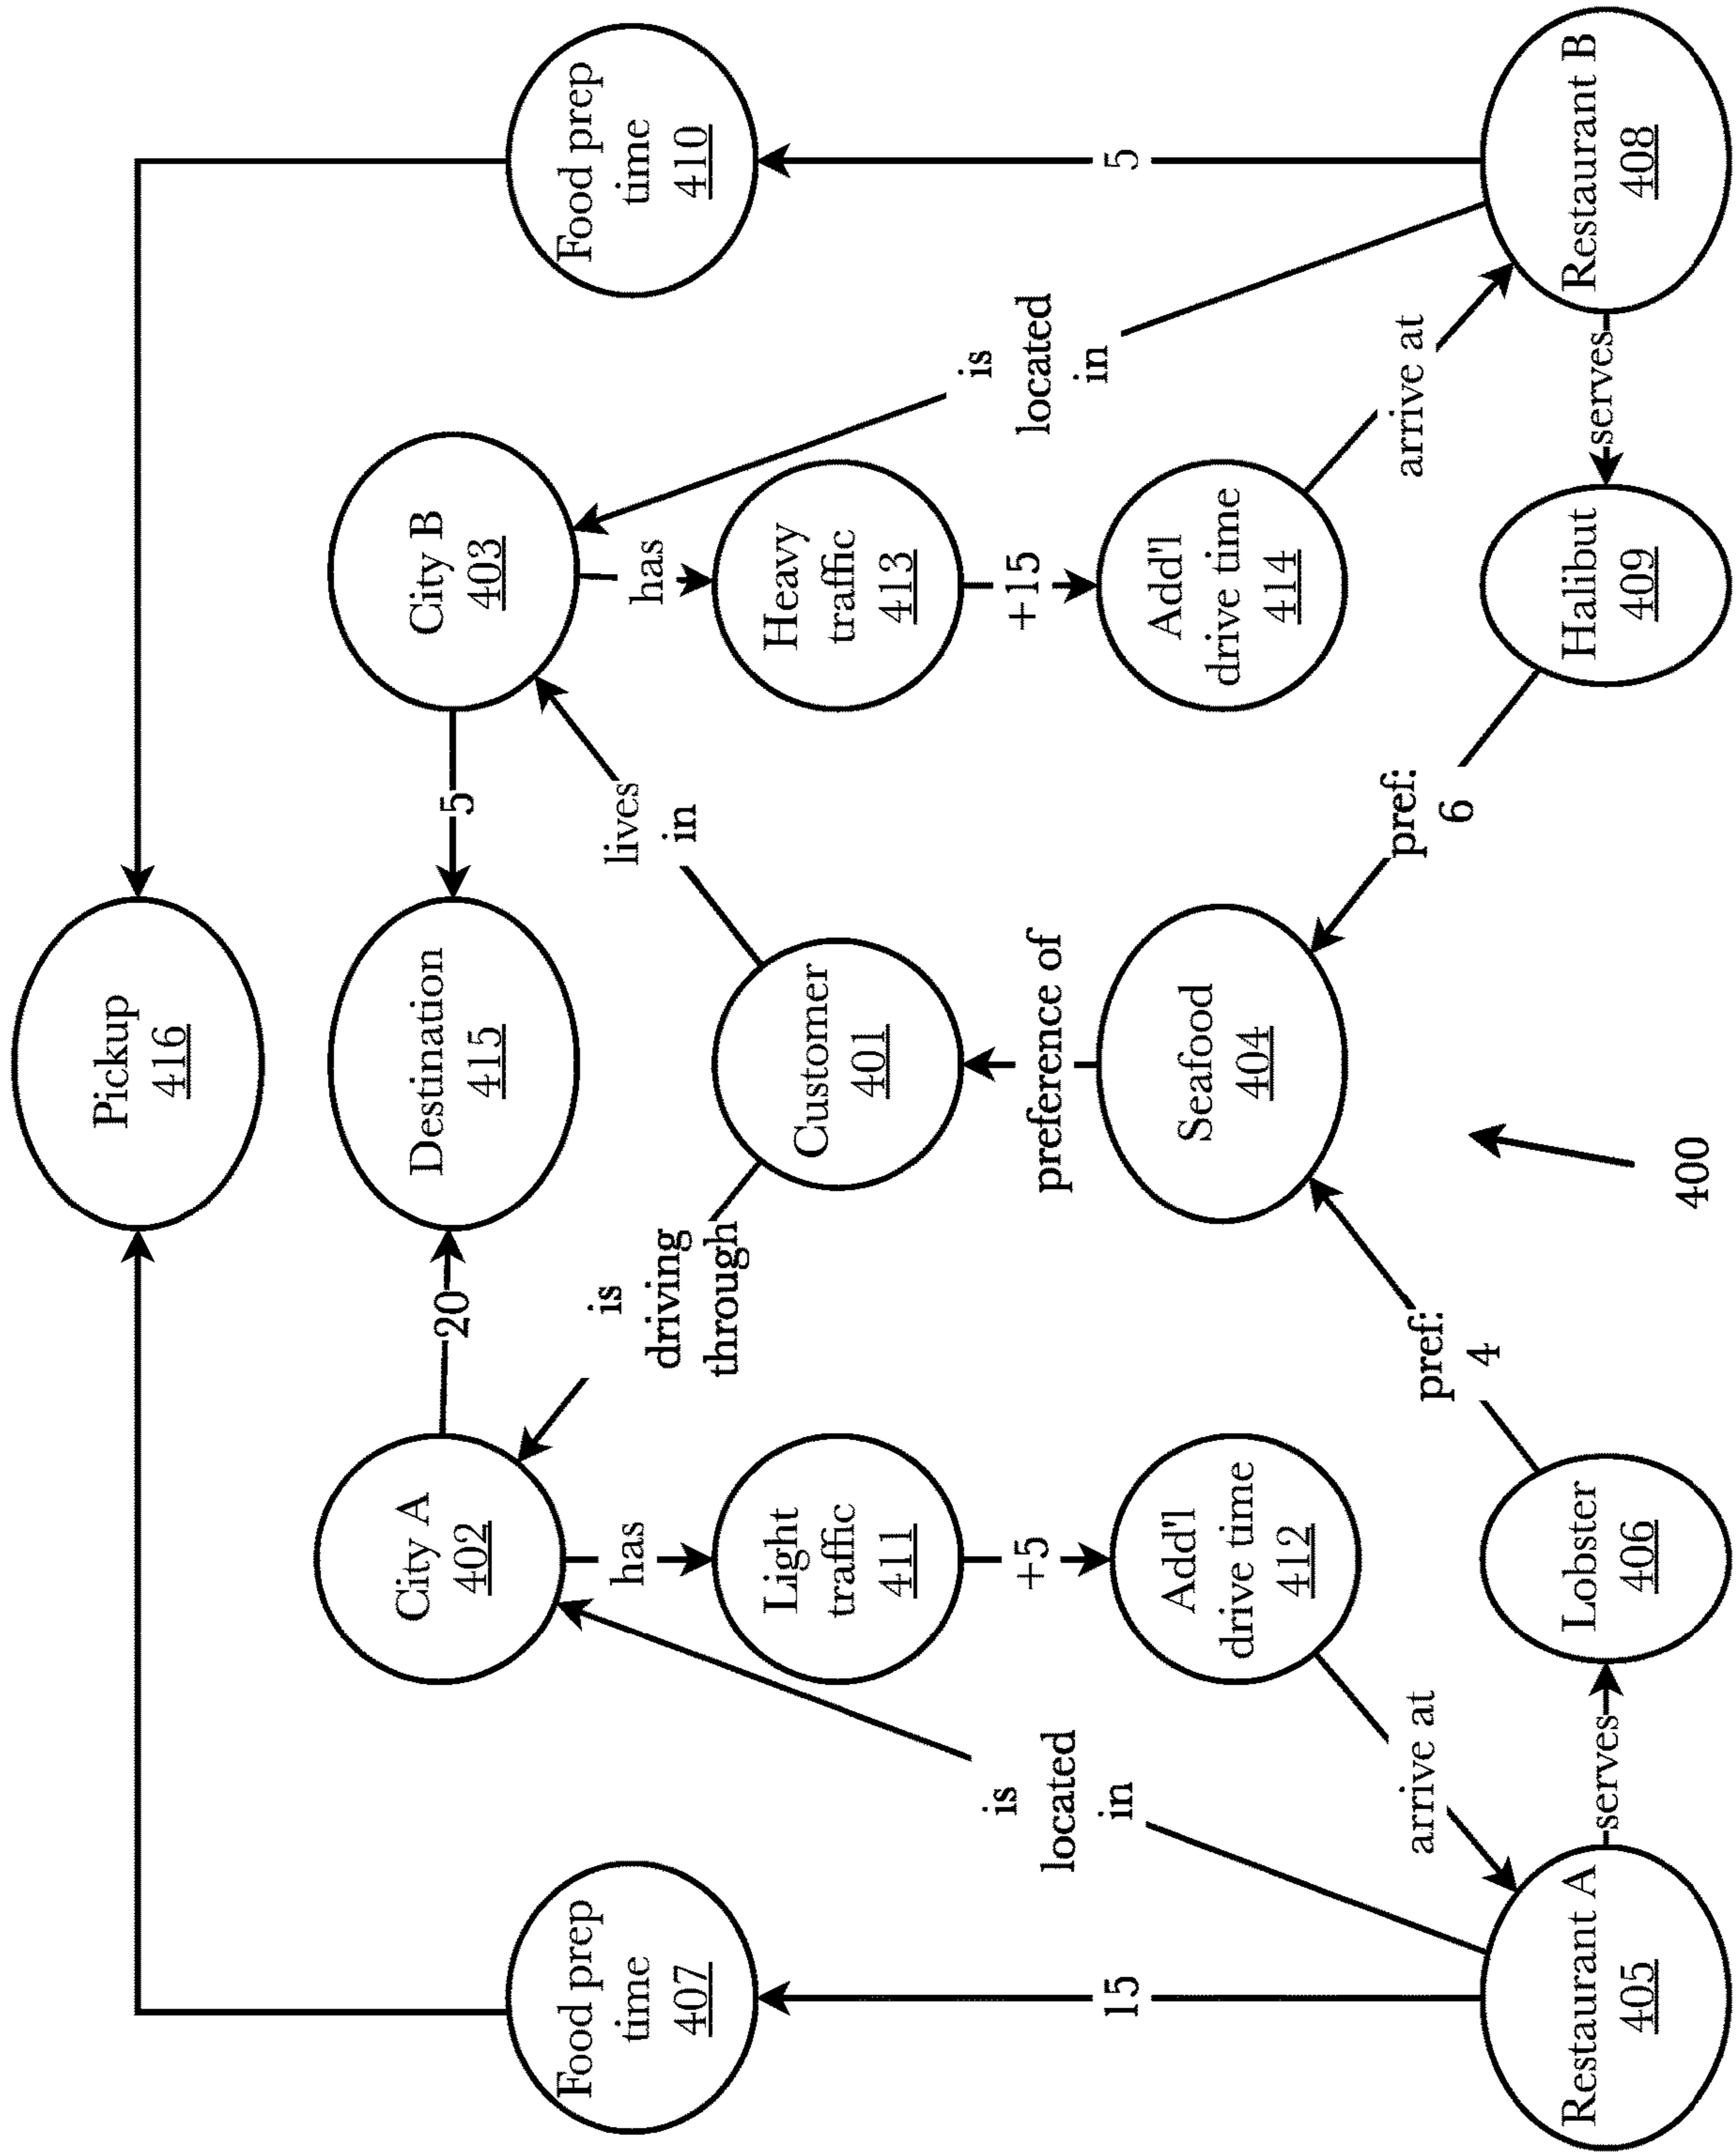 Pickup
416
City A
402
20
Destination
415
5
City B
403
Food prep
time
407
is
driving
through
lives
in
Food prep
time
410
has
Light
traffic
411
Customer
401
has
Heavy
traffic
413
is
located
in
+5
preference of
+15
is
located
in
15
Add'l
drive time
412
Seafood
404
Add'l
drive time
414
5
arrive at
pref:
4
pref:
6
arrive at
Restaurant A
405
serves
Lobster
406
Halibut
409
serves
Restaurant B
408
400